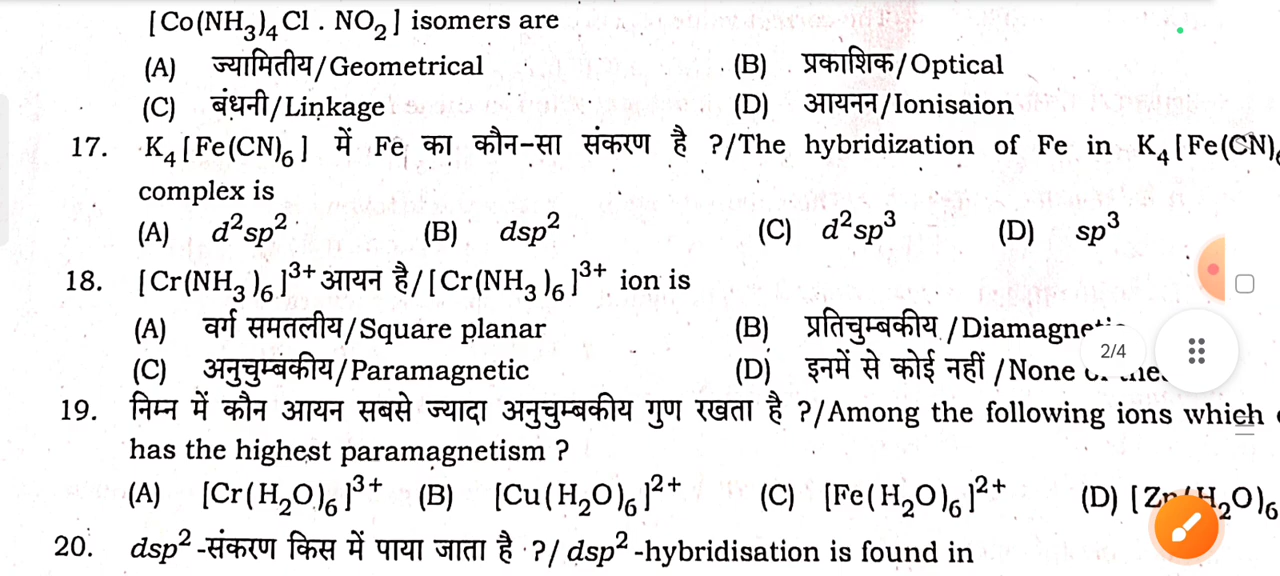 [Co(NH₃)₄Cl . NO₂] isomers are
(A) ज्यामितीय/Geometrical (B) प्रकाशिक/Optical
(C) बंधनी/Linkage (D) आयनन/Ionisaion
17. K₄[Fe(CN)₆] में Fe का कौन-सा संकरण है ?/The hybridization of Fe in K₄[Fe(CN)₆
complex is
(A) d²sp² (B) dsp² (C) d²sp³ (D) sp³
18. [Cr(NH₃)₆]³⁺ आयन है/[Cr(NH₃)₆]³⁺ ion is
(A) वर्ग समतलीय/Square planar (B) प्रतिचुम्बकीय/
(C) अनुचुम्बकीय/Paramagnetic (D) इनमें से कोई नहीं/None
2/4
19. निम्न में कौन आयन सबसे ज्यादा अनुचुम्बकीय गुण रखता है ?/Among the following ions which
has the highest paramagnetism ?
(A) [Cr(H₂O)₆]³⁺ (B) [Cu(H₂O)₆]²⁺ (C) [Fe(H₂O)₆]²⁺ (D) [Zn(H₂O)₆
20. dsp²-संकरण किस में पाया जाता है ?/dsp²-hybridisation is found in